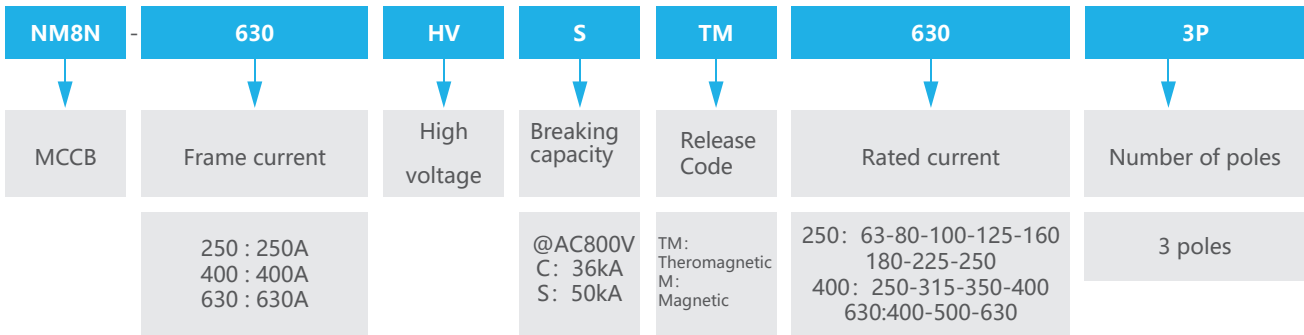 NM8N - 630 HV S TM 630 3P
MCCB
Frame current
High
voltage
Breaking
capacity
Release
Code
Rated current
Number of poles
250 : 250A
400 : 400A
630 : 630A
@AC800V
C： 36kA
S： 50kA
TM：
Theromagnetic
M：
Magnetic
250：63-80-100-125-160
180-225-250
400：250-315-350-400
630:400-500-630
3 poles